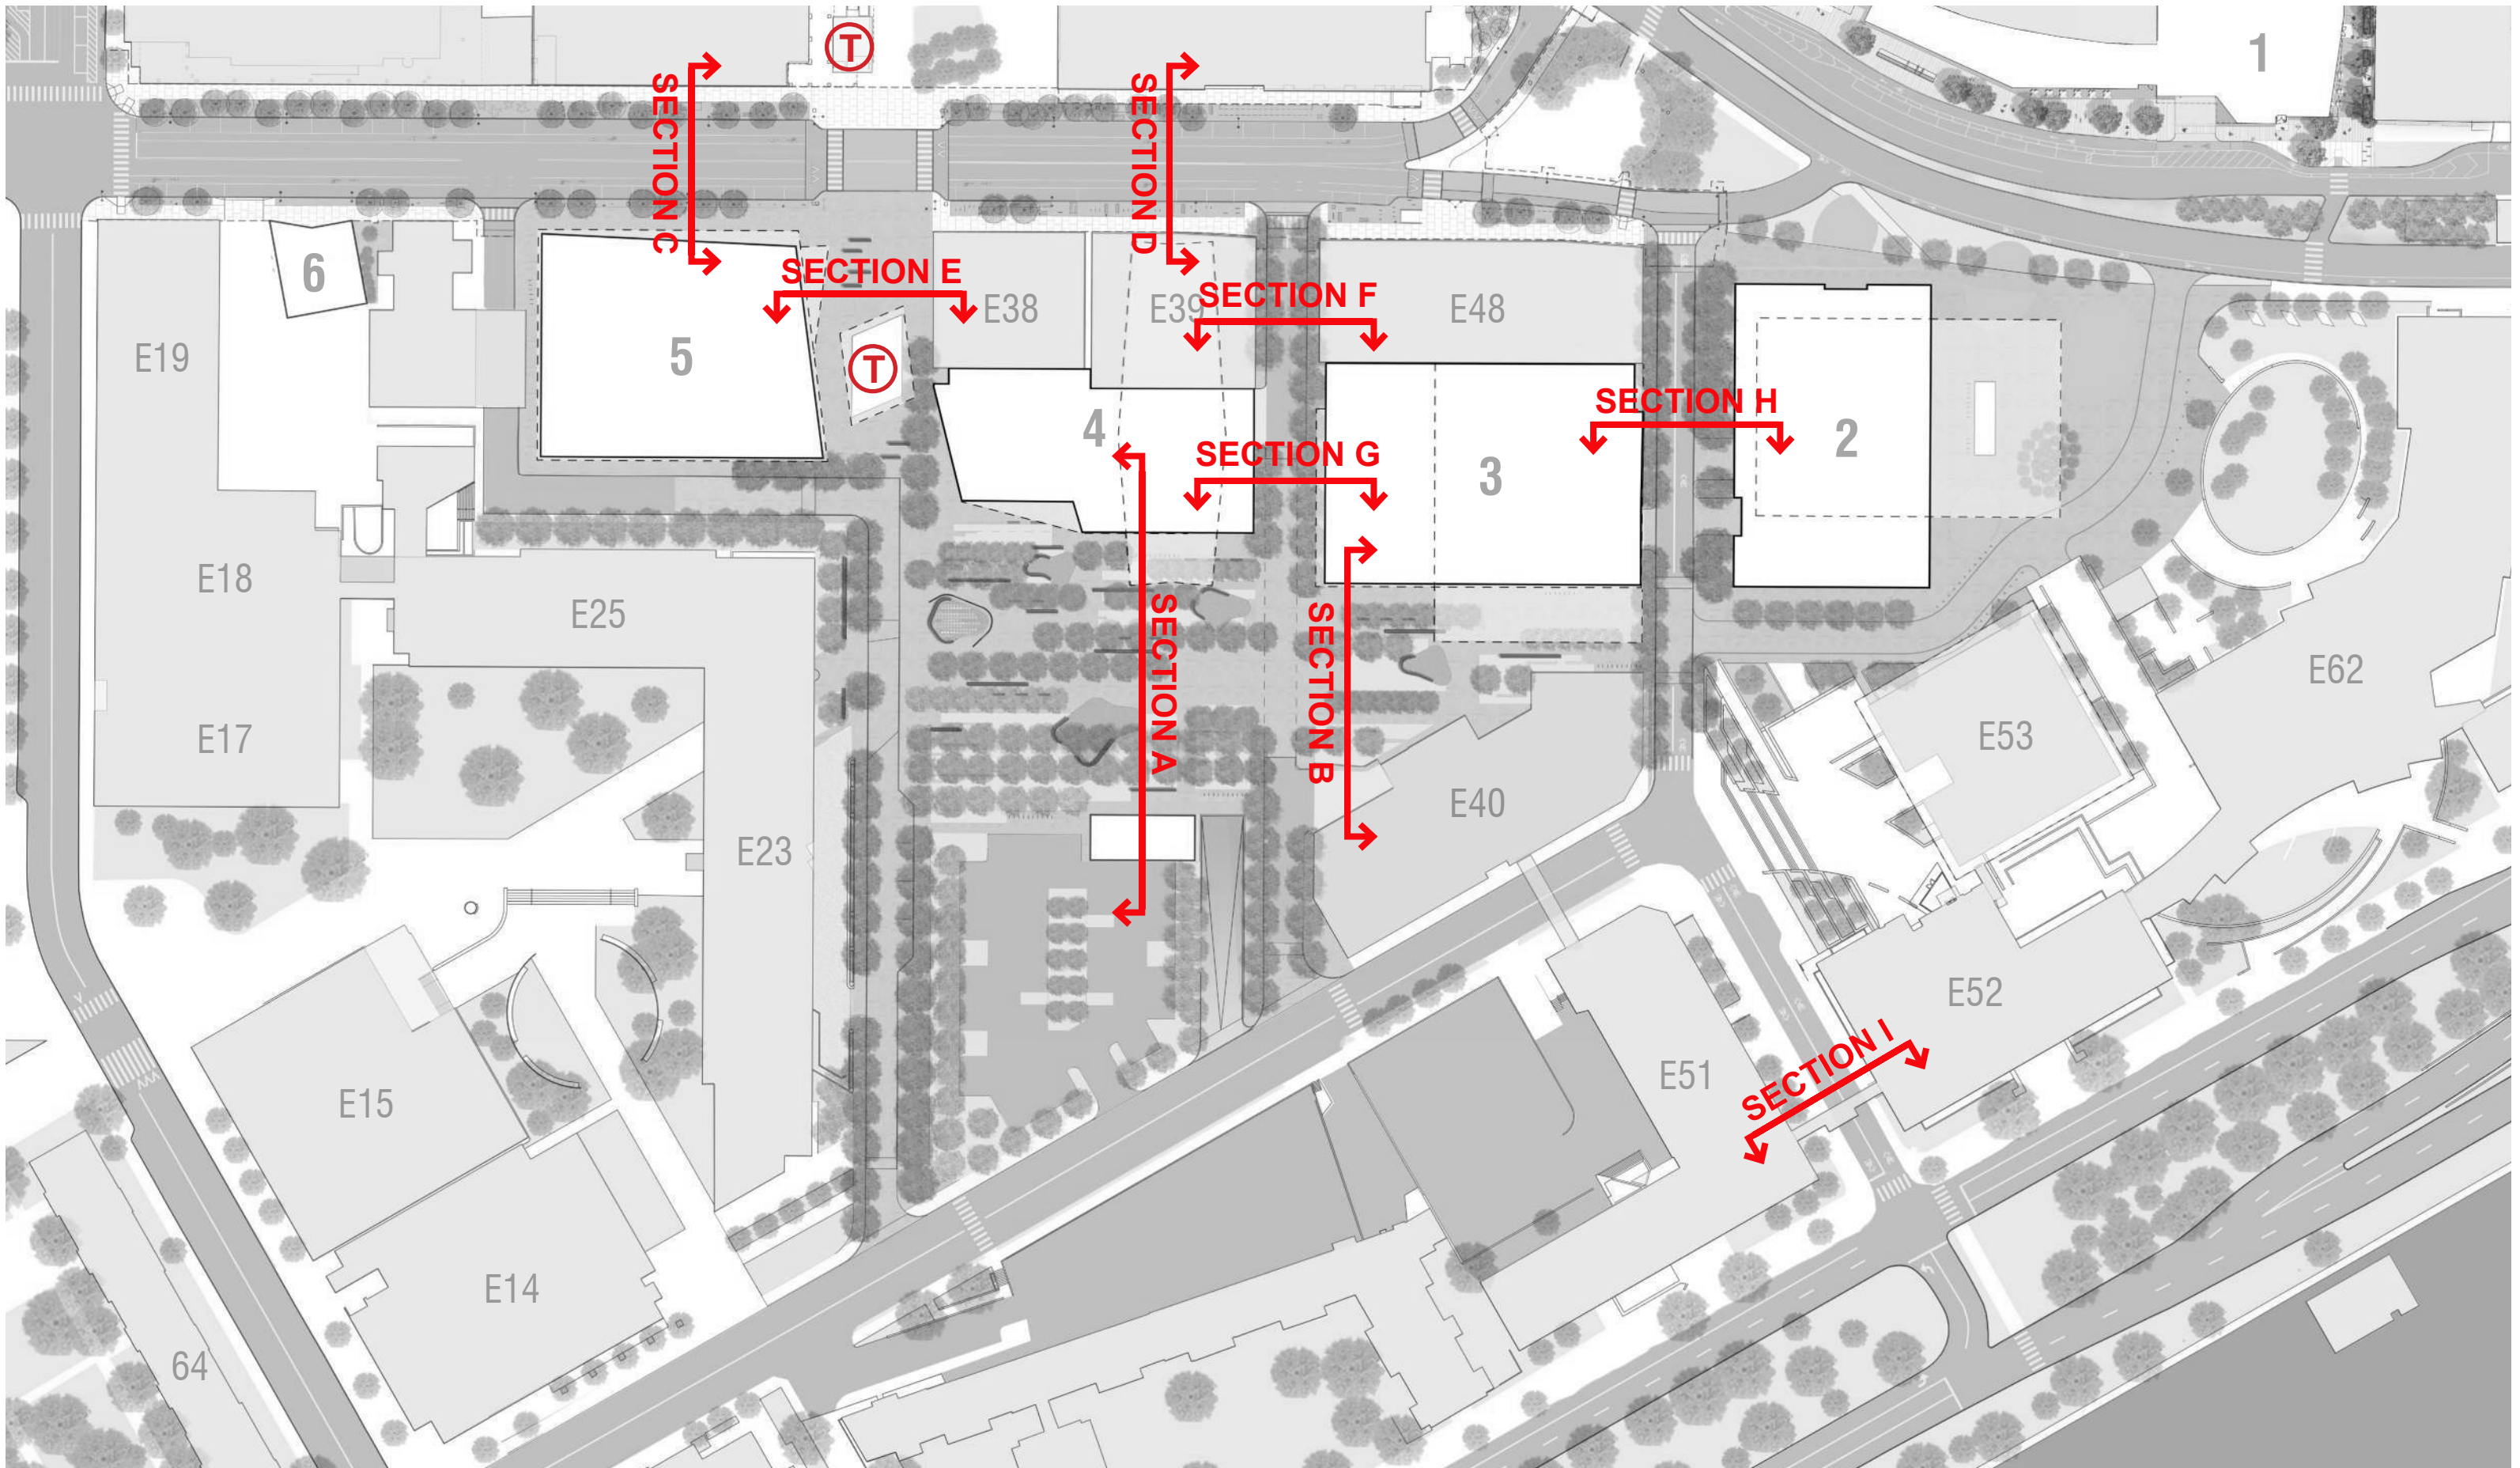 1
T
SECTION C
SECTION D
6
SECTION E
E38
E39
SECTION F
E48
E19
5
T
4
SECTION H
2
SECTION G
3
E18
E25
SECTION A
SECTION B
E62
E17
E53
E40
E23
E52
E51
SECTION I
E15
E14
64